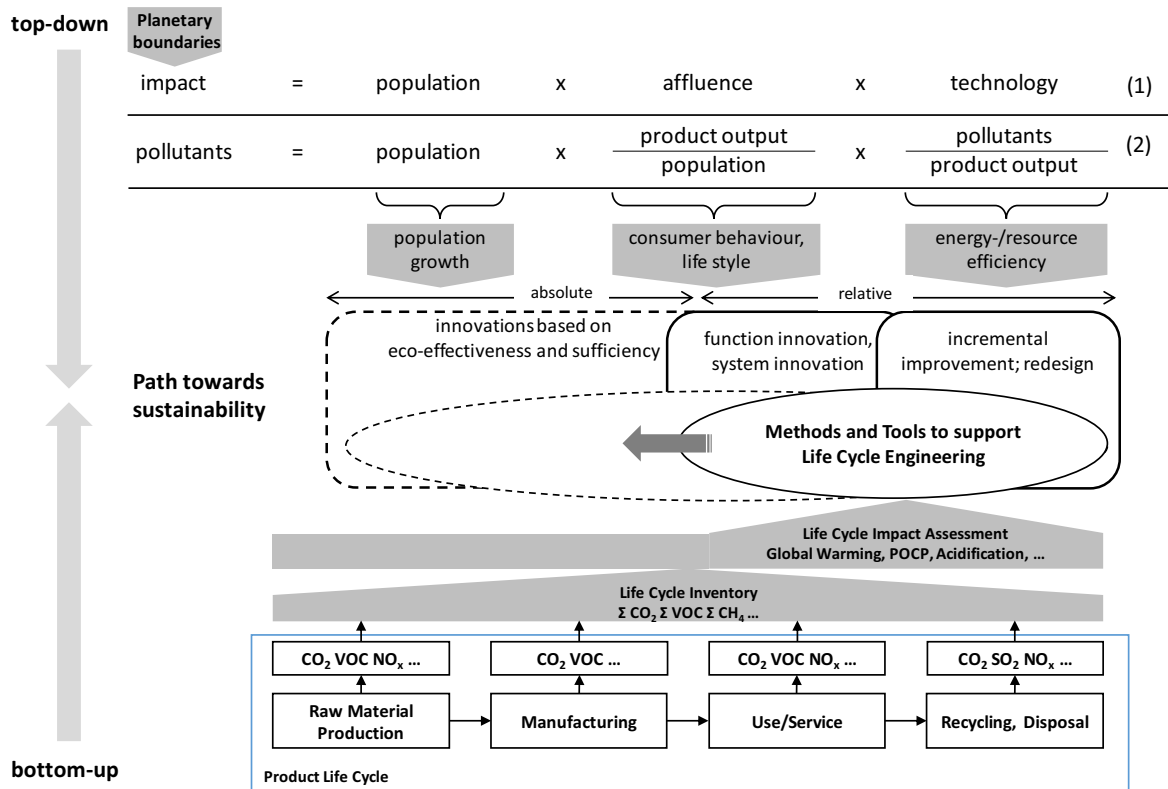 top-down
Planetary
boundaries
impact = population x affluence x technology (1)
pollutants = population x product output / population x pollutants / product output (2)
population
growth
consumer behaviour,
life style
energy-/resource
efficiency
absolute
relative
innovations based on
eco-effectiveness and sufficiency
function innovation,
system innovation
incremental
improvement; redesign
Path towards
sustainability
Methods and Tools to support
Life Cycle Engineering
Life Cycle Impact Assessment
Global Warming, POCP, Acidification, ...
Life Cycle Inventory
Σ CO₂ Σ VOC Σ CH₄ ...
CO₂ VOC NOₓ ...
CO₂ VOC ...
CO₂ VOC NOₓ ...
CO₂ SO₂ NOₓ ...
Raw Material
Production
Manufacturing
Use/Service
Recycling, Disposal
bottom-up
Product Life Cycle